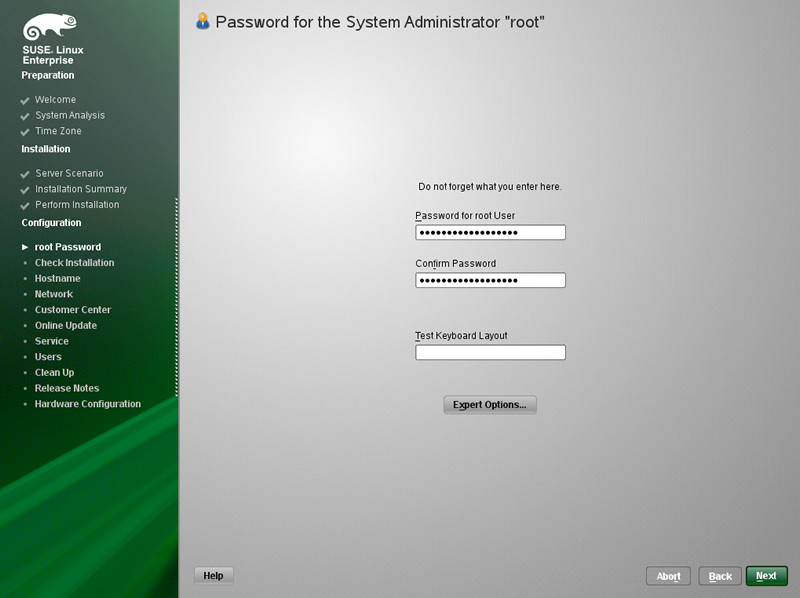 SUSE. Linux
Enterprise
Preparation
Welcome
System Analysis
Time Zone
Installation
Server Scenario
Installation Summary
Perform Installation
Configuration
root Password
Check Installation
Hostname
Network
Customer Center
Online Update
Service
Users
Clean Up
Release Notes
Hardware Configuration
Password for the System Administrator "root"
Do not forget what you enter here.
Password for root User
●●●●●●●●●●●●●●●●●●
Confirm Password
●●●●●●●●●●●●●●●●●●
Test Keyboard Layout
Expert Options...
Help
Abort
Back
Next